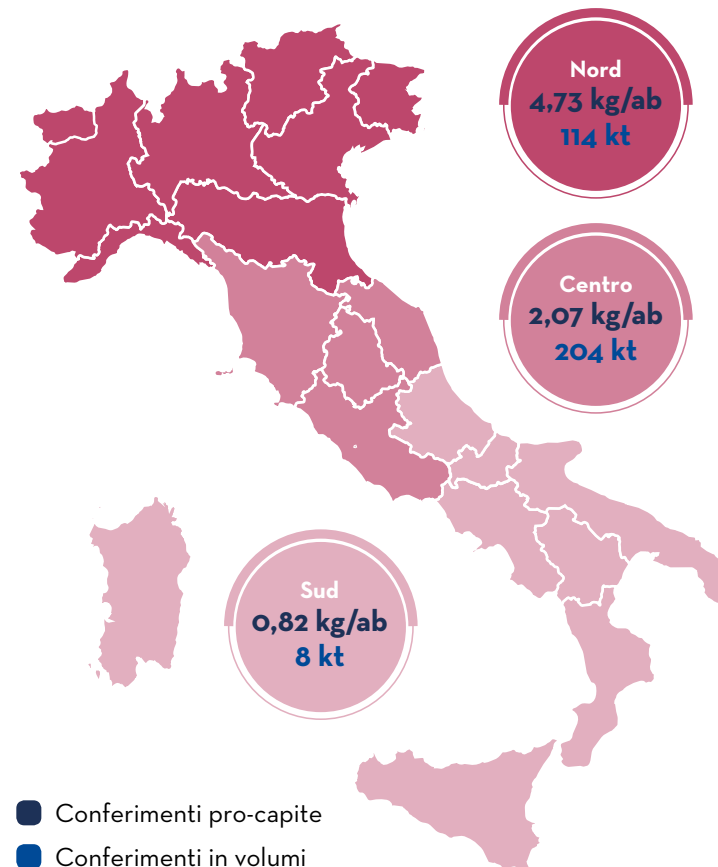 Nord
4,73 kg/ab
114 kt
Centro
2,07 kg/ab
204 kt
Sud
0,82 kg/ab
8 kt
Conferimenti pro-capite
Conferimenti in volumi